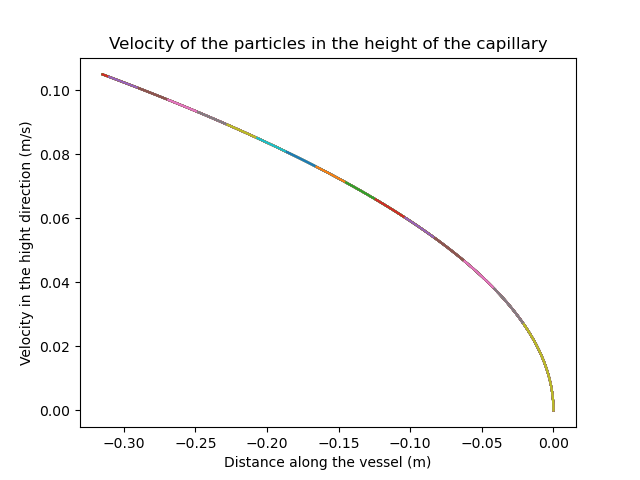 Velocity of the particles in the height of the capillary
Velocity in the hight direction (m/s)
0.10
0.08
0.06
0.04
0.02
0.00
−0.30 −0.25 −0.20 −0.15 −0.10 −0.05 0.00
Distance along the vessel (m)